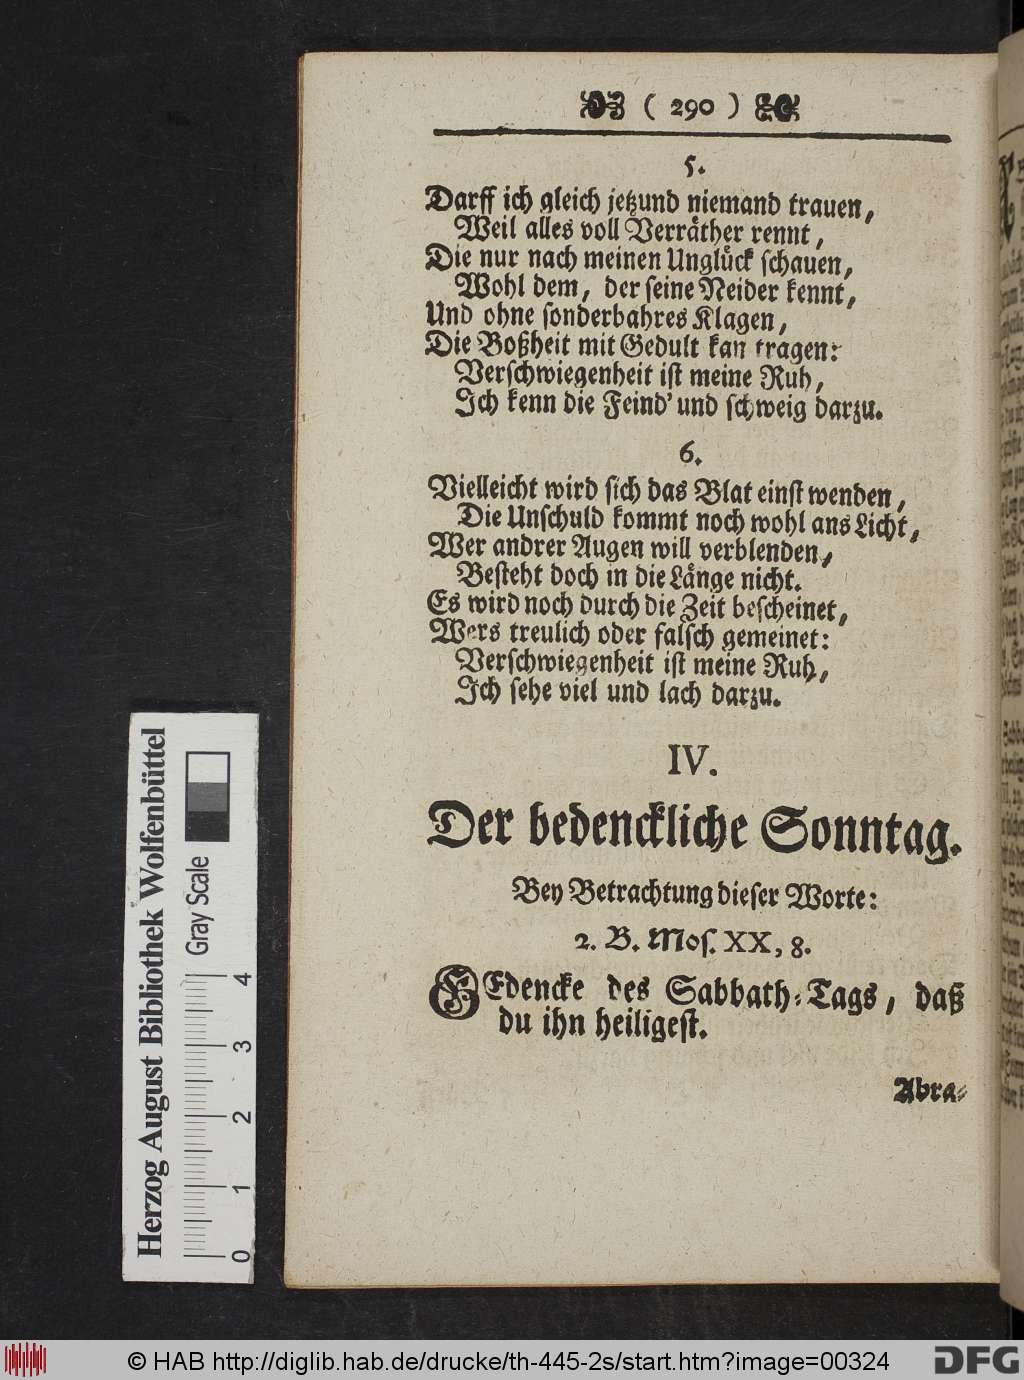 ( 290 )
5.
Darff ich gleich jetzund niemand trauen,
Weil alles voll Verräther rennt,
Die nur nach meinen Unglück schauen,
Wohl dem, der seine Neider kennt,
Und ohne sonderbahres Klagen,
Die Boßheit mit Gedult kan tragen:
Verschwiegenheit ist meine Ruh,
Ich kenn die Feind' und schweig darzu.
6.
Vielleicht wird sich das Blat einst wenden,
Die Unschuld kommt noch wohl ans Licht,
Wer andrer Augen will verblenden,
Besteht doch in die Länge nicht.
Es wird noch durch die Zeit bescheinet,
Wers treulich oder falsch gemeinet:
Verschwiegenheit ist meine Ruh,
Ich sehe viel und lach darzu.
IV.
Der bedenckliche Sonntag.
Bey Betrachtung dieser Worte:
2. B. Mos. XX, 8.
GEdencke des Sabbath-Tags, daß
du ihn heiligest.
Abra-
Herzog August Bibliothek Wolfenbüttel
Gray Scale
0 1 2 3 4
© HAB http://diglib.hab.de/drucke/th-445-2s/start.htm?image=00324
DFG